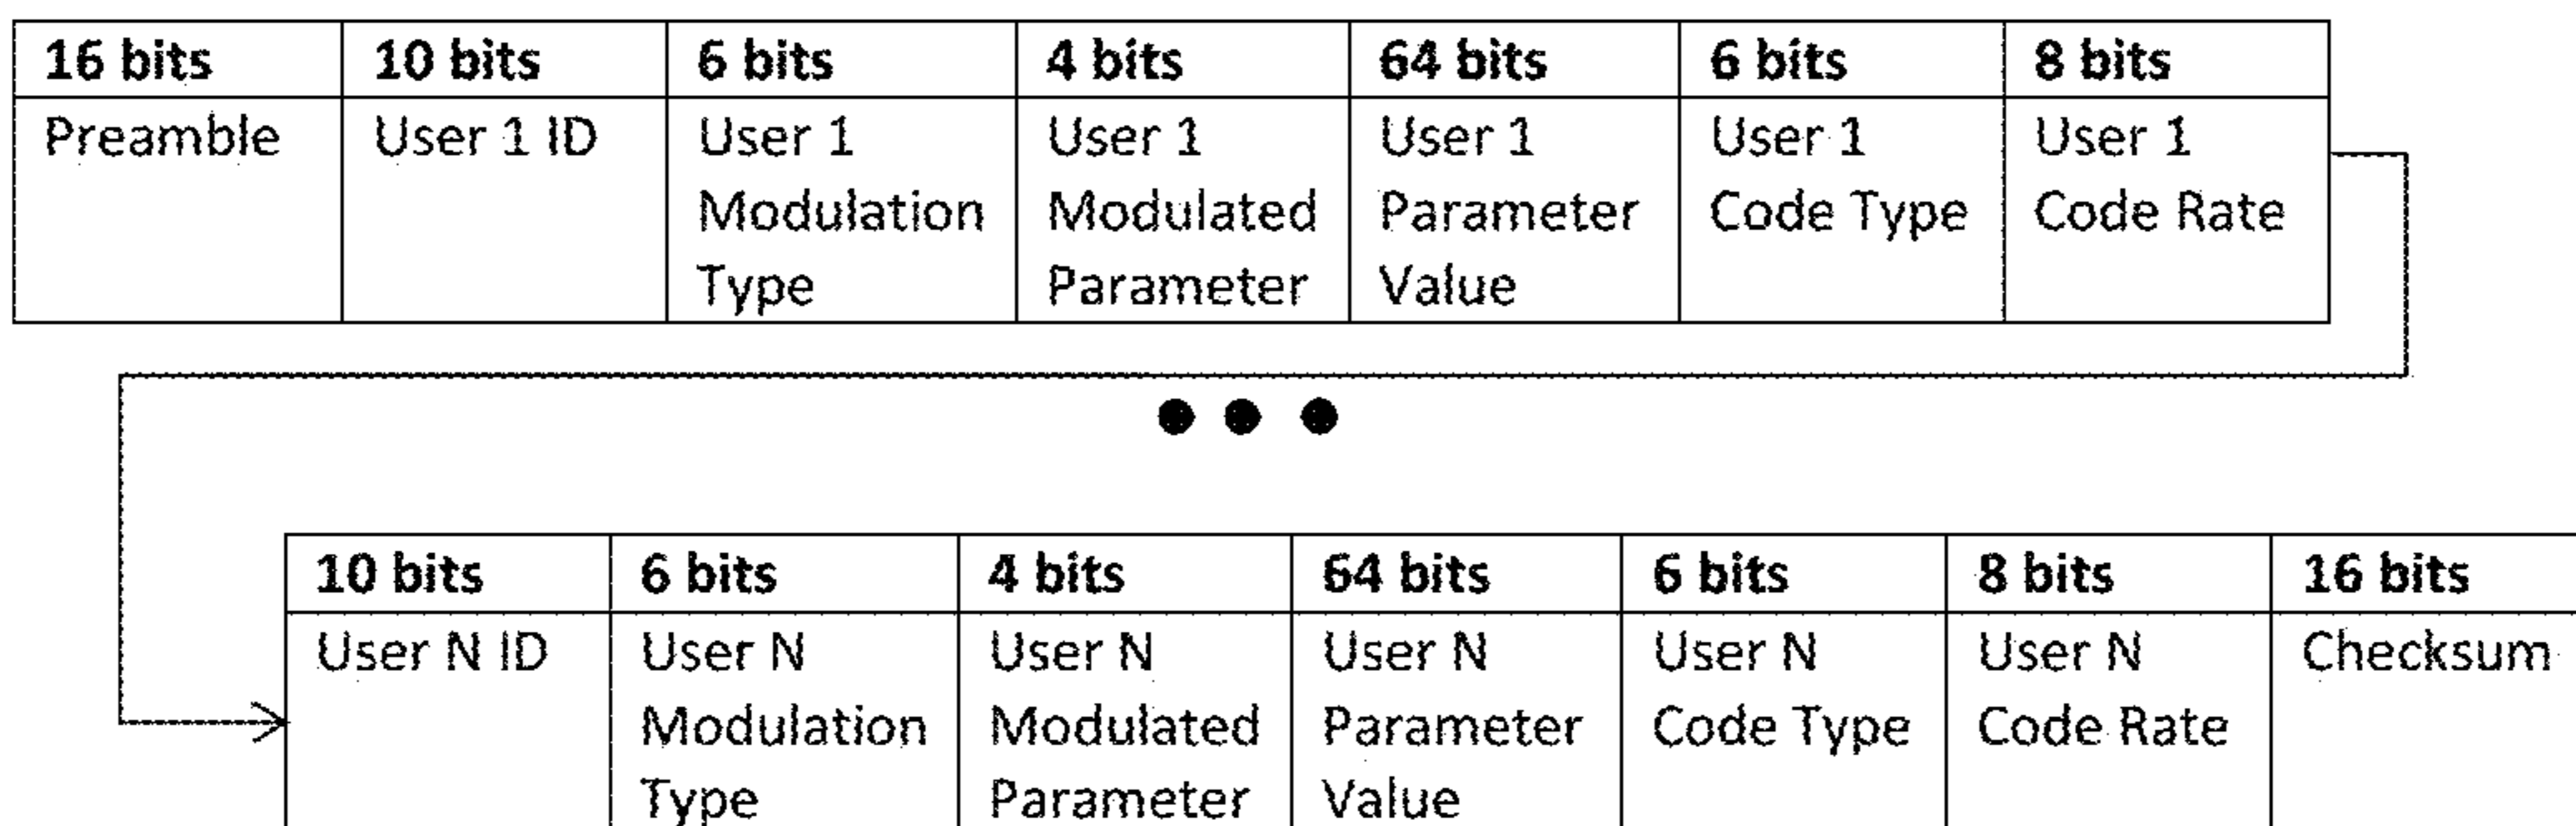 16 bits 10 bits 6 bits 4 bits 64 bits 6 bits 8 bits
Preamble User 1 ID User 1 User 1 User 1 User 1 User 1
Modulation Modulated Parameter Code Type Code Rate
Type Parameter Value
10 bits 6 bits 4 bits 64 bits 6 bits 8 bits 16 bits
User N ID User N User N User N User N User N Checksum
Modulation Modulated Parameter Code Type Code Rate
Type Parameter Value